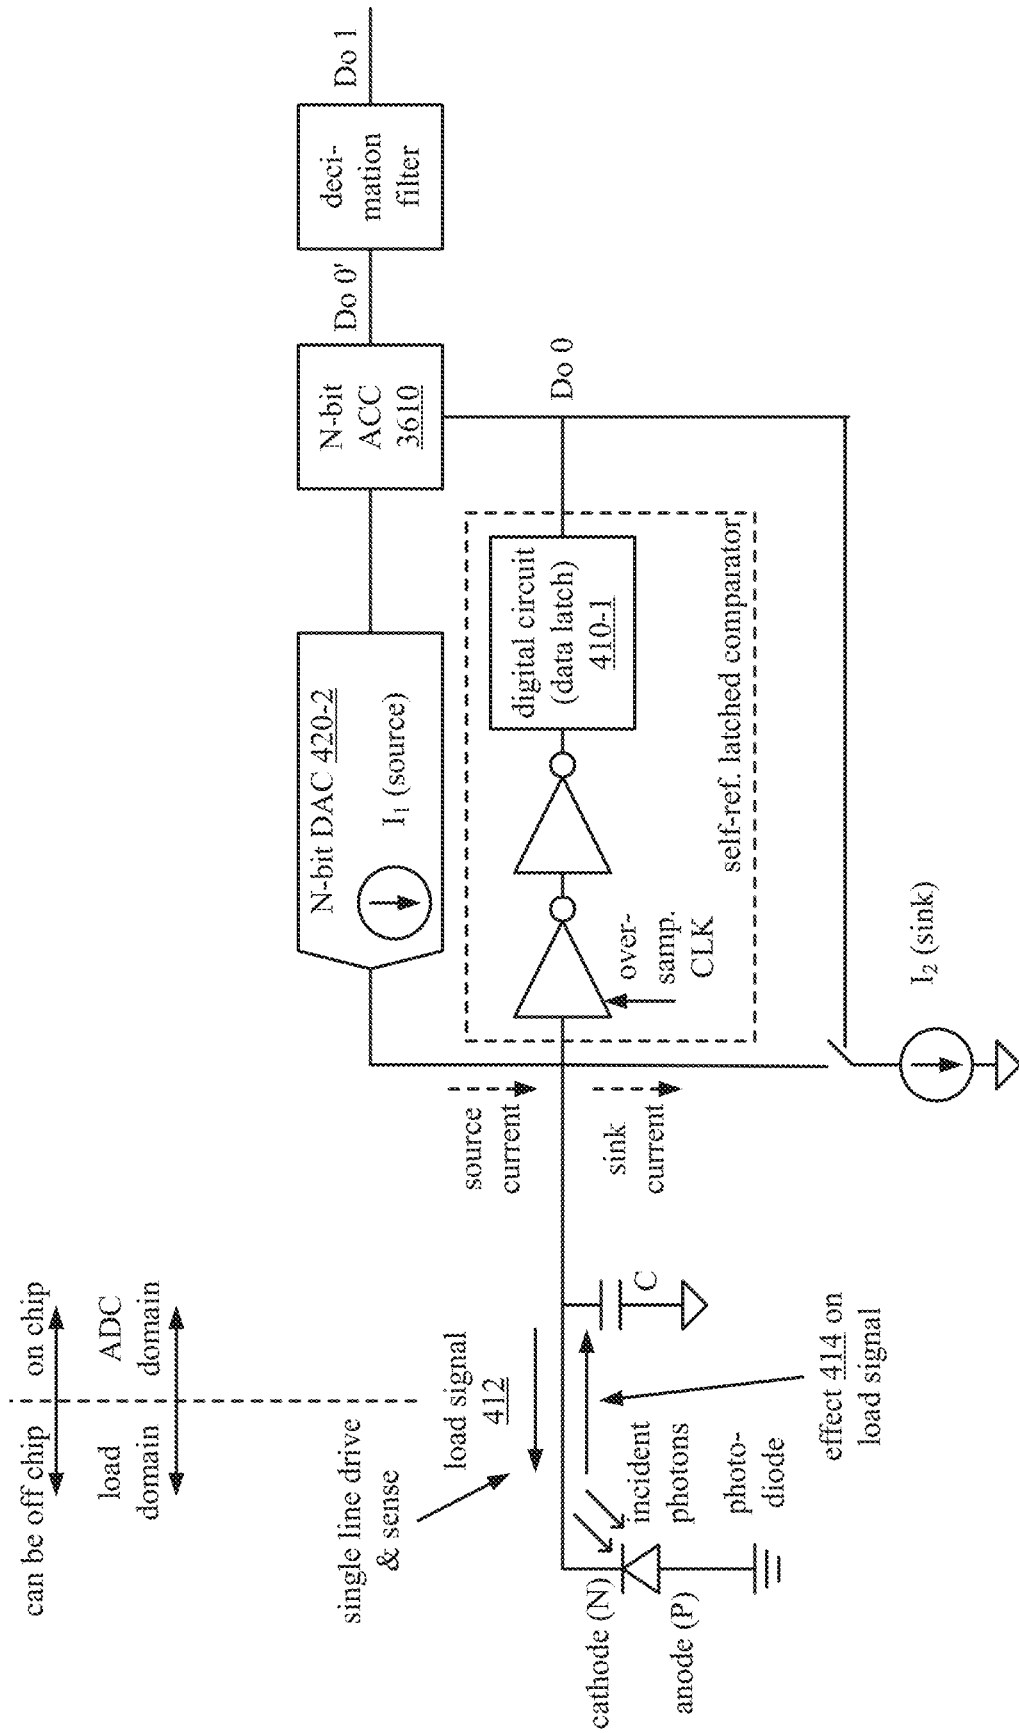 can be off chip
on chip
load
domain
ADC
domain
single line drive
& sense
load signal
412
source
current
sink
current
N-bit DAC 420-2
I₁ (source)
N-bit
ACC
3610
Do 0'
deci-
mation
filter
Do 1
over-
samp.
CLK
digital circuit
(data latch)
410-1
self-ref. latched comparator
Do 0
I₂ (sink)
C
cathode (N)
anode (P)
incident
photons
photo-
diode
effect 414 on
load signal